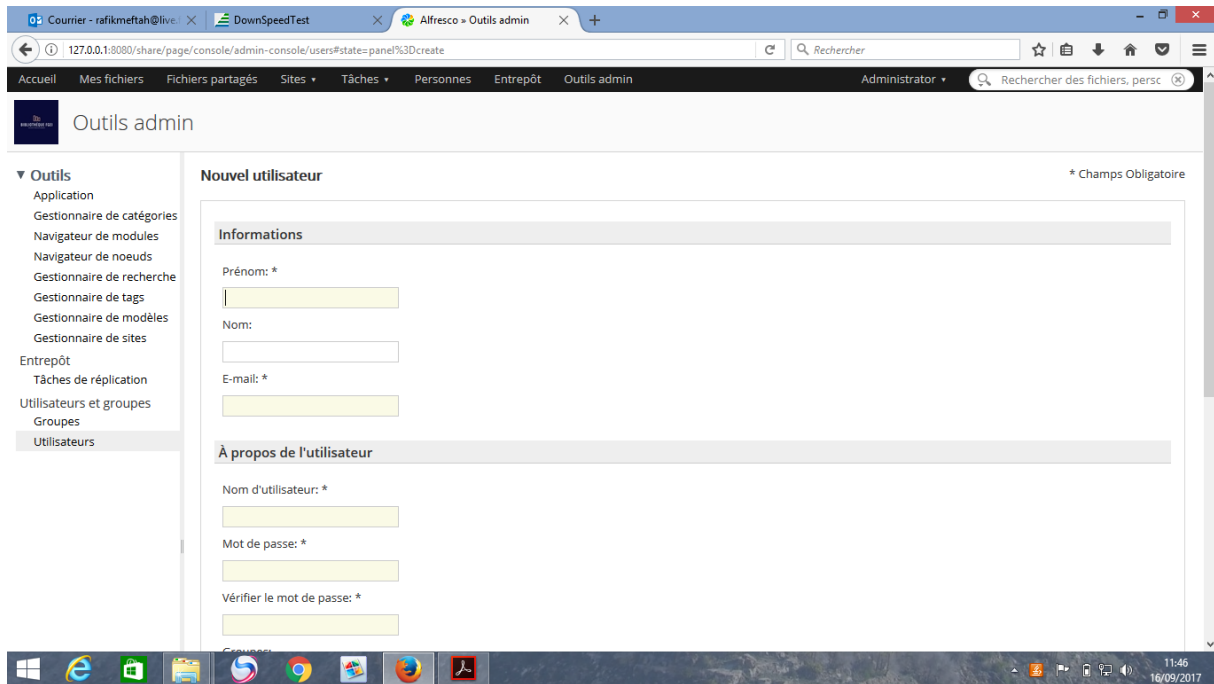 Courrier - rafikmeftah@live.
DownSpeedTest
Alfresco » Outils admin
127.0.0.1:8080/share/page/console/admin-console/users#state=panel%3Dcreate
Rechercher
Accueil Mes fichiers Fichiers partagés Sites Tâches Personnes Entrepôt Outils admin Administrator Rechercher des fichiers, persc
Outils admin
Outils
Application
Gestionnaire de catégories
Navigateur de modules
Navigateur de noeuds
Gestionnaire de recherche
Gestionnaire de tags
Gestionnaire de modèles
Gestionnaire de sites
Entrepôt
Tâches de réplication
Utilisateurs et groupes
Groupes
Utilisateurs
Nouvel utilisateur
* Champs Obligatoire
Informations
Prénom: *
Nom:
E-mail: *
À propos de l'utilisateur
Nom d'utilisateur: *
Mot de passe: *
Vérifier le mot de passe: *
Groupes:
11:46
16/09/2017